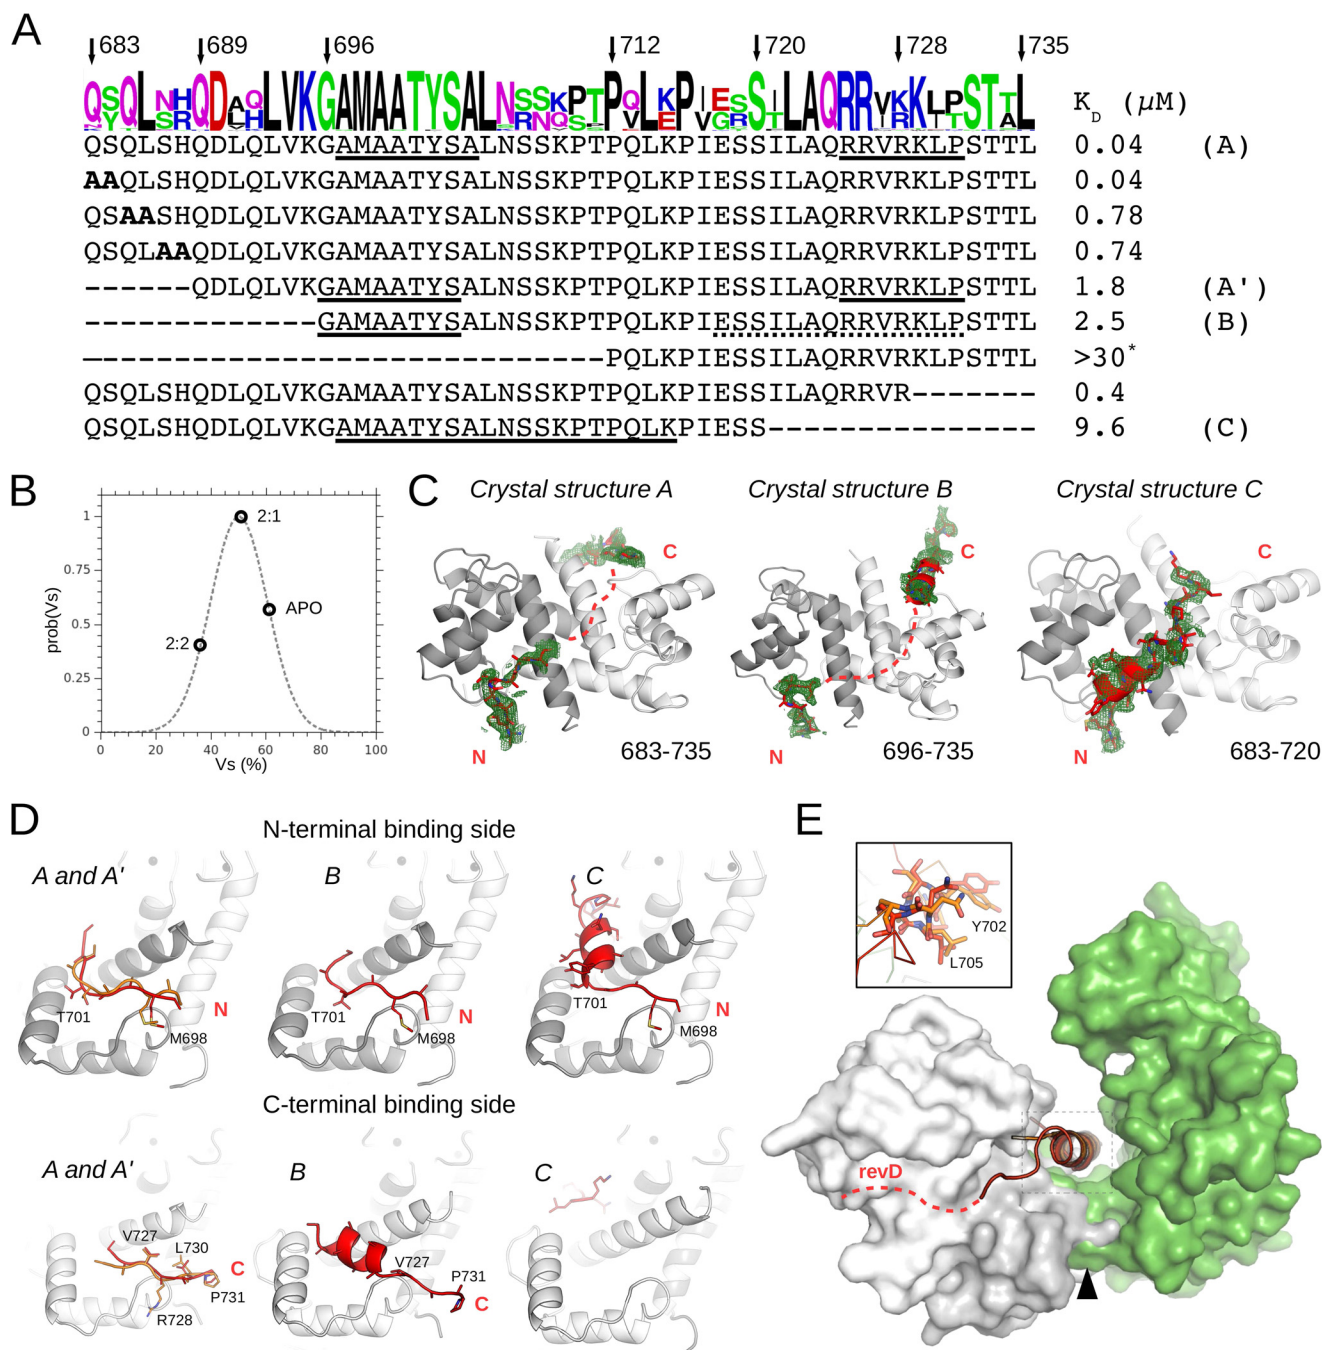 A
683 689 696 712 720 728 735
K_D (µM)
QSQLSHQDLQLVKGAMAATYSALNSSKPTPQLKPIESSILAQRRVRKLPSTTL 0.04 (A)
AAQLSHQDLQLVKGAMAATYSALNSSKPTPQLKPIESSILAQRRVRKLPSTTL 0.04
QSAASHQDLQLVKGAMAATYSALNSSKPTPQLKPIESSILAQRRVRKLPSTTL 0.78
QSQLAAQDLQLVKGAMAATYSALNSSKPTPQLKPIESSILAQRRVRKLPSTTL 0.74
------QDLQLVKGAMAATYSALNSSKPTPQLKPIESSILAQRRVRKLPSTTL 1.8 (A')
-------------GAMAATYSALNSSKPTPQLKPIESSILAQRRVRKLPSTTL 2.5 (B)
-----------------------------PQLKPIESSILAQRRVRKLPSTTL >30*
QSQLSHQDLQLVKGAMAATYSALNSSKPTPQLKPIESSILAQRRVR------- 0.4
QSQLSHQDLQLVKGAMAATYSALNSSKPTPQLKPIESS--------------- 9.6 (C)
B
prob(Vs)
1
0.75
0.5
0.25
0
2:1
APO
2:2
0 20 40 60 80 100
Vs (%)
C
Crystal structure A
C
N
683-735
Crystal structure B
C
N
696-735
Crystal structure C
C
N
683-720
D
N-terminal binding side
A and A'
T701
M698
N
B
T701
M698
N
C
T701
M698
C-terminal binding side
A and A'
V727
L730
C
P731
R728
B
V727
P731
C
C
E
Y702
L705
revD